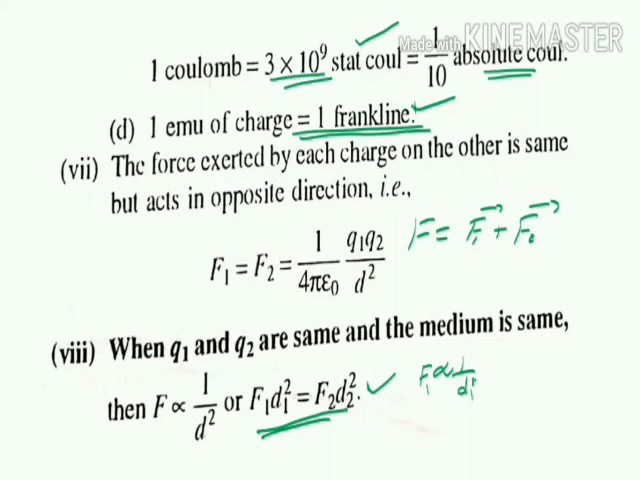 Made with KINEMASTER
1 coulomb = 3 × 10⁹ stat coul = 1/10 absolute coul.
(d) 1 emu of charge = 1 frankline.
(vii) The force exerted by each charge on the other is same
but acts in opposite direction, i.e.,
F₁ = F₂ = 1/4πε₀ q₁q₂/d² F = F₁ + F₂
(viii) When q₁ and q₂ are same and the medium is same,
then F ∝ 1/d² or F₁d₁² = F₂d₂². F₁ ∝ 1/d₁²